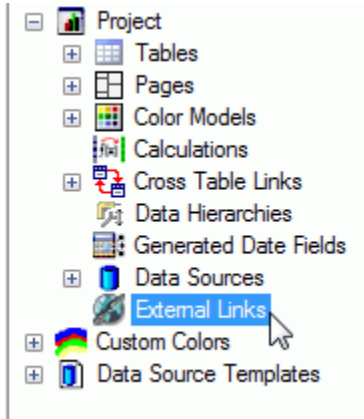 Project
Tables
Pages
Color Models
Calculations
Cross Table Links
Data Hierarchies
Generated Date Fields
Data Sources
External Links
Custom Colors
Data Source Templates